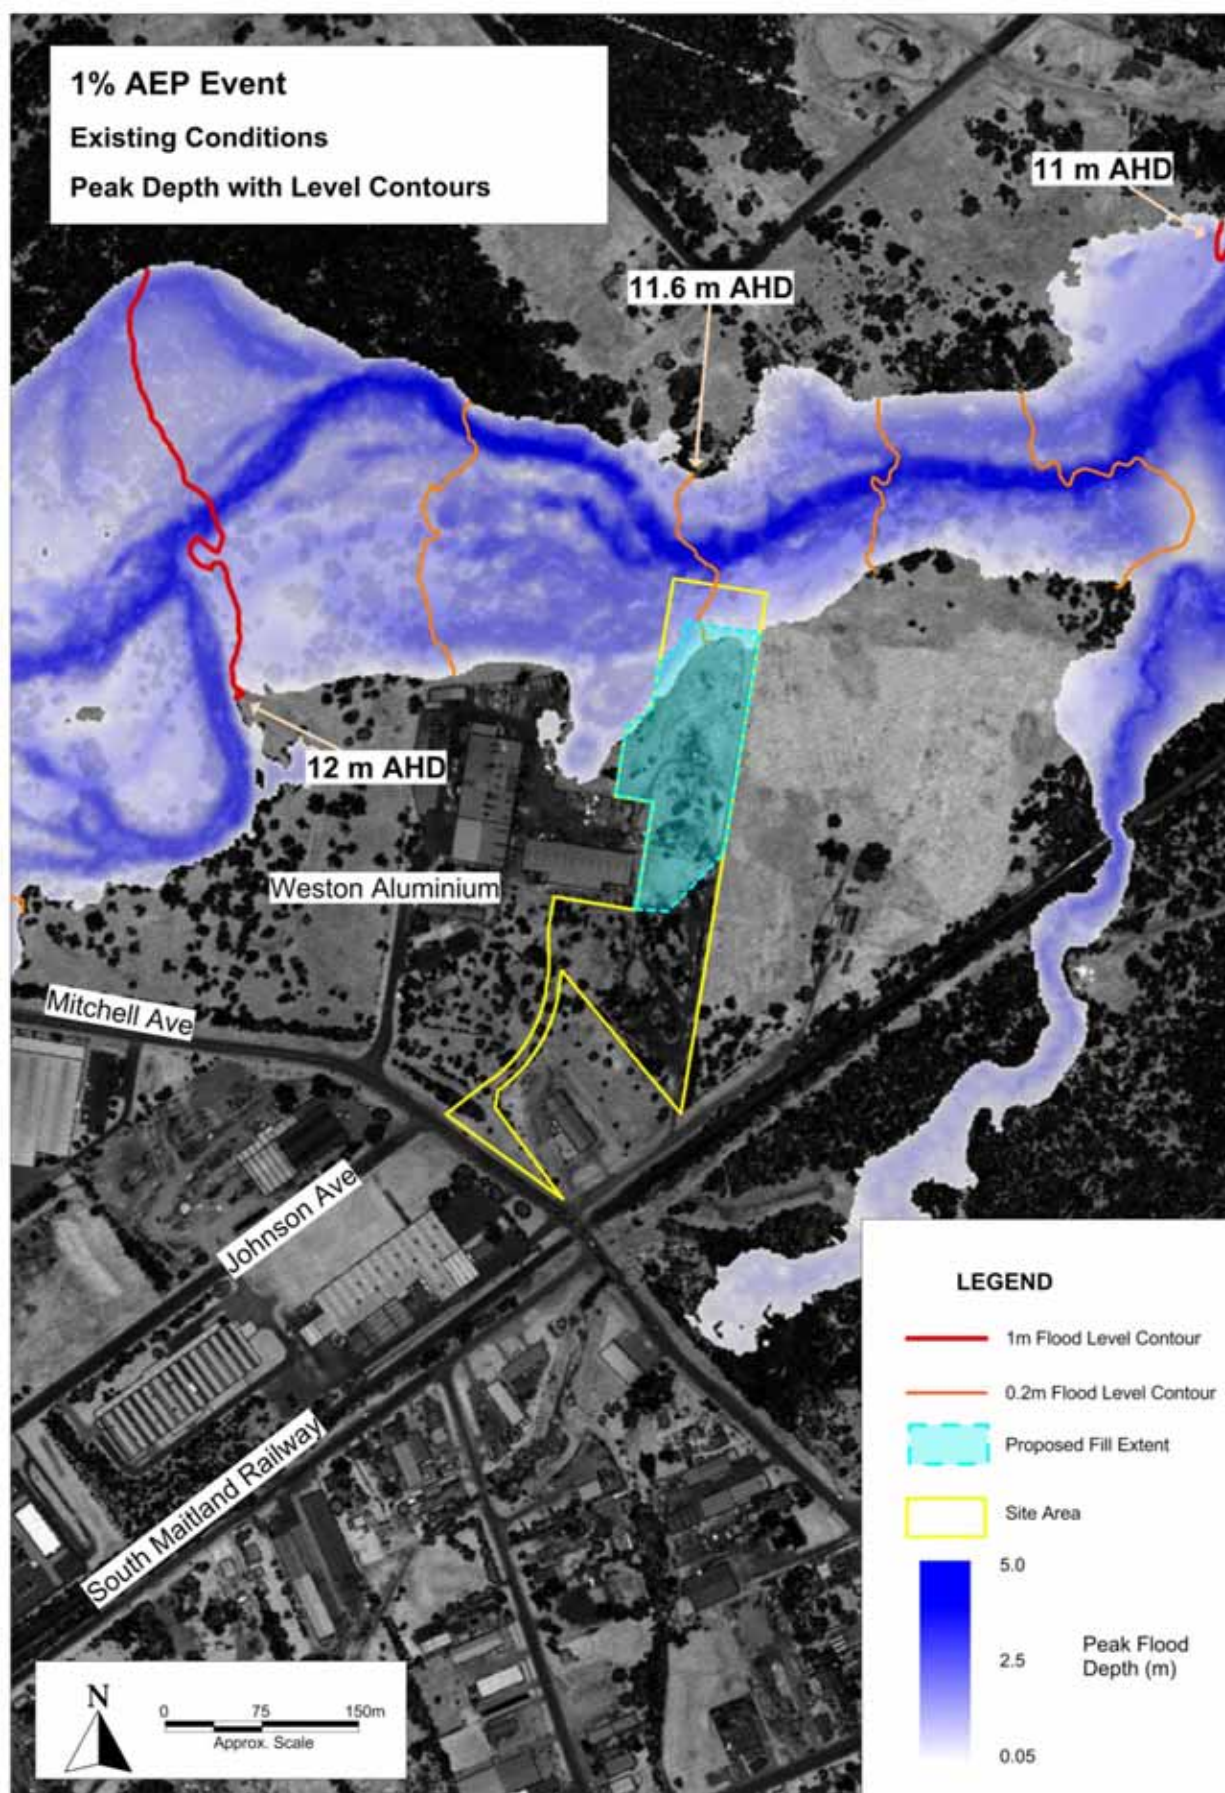 1% AEP Event
Existing Conditions
Peak Depth with Level Contours
11 m AHD
11.6 m AHD
12 m AHD
Weston Aluminium
Mitchell Ave
Johnson Ave
South Maitland Railway
LEGEND
1m Flood Level Contour
0.2m Flood Level Contour
Proposed Fill Extent
Site Area
5.0
2.5
Peak Flood
Depth (m)
0.05
N
0 75 150m
Approx. Scale